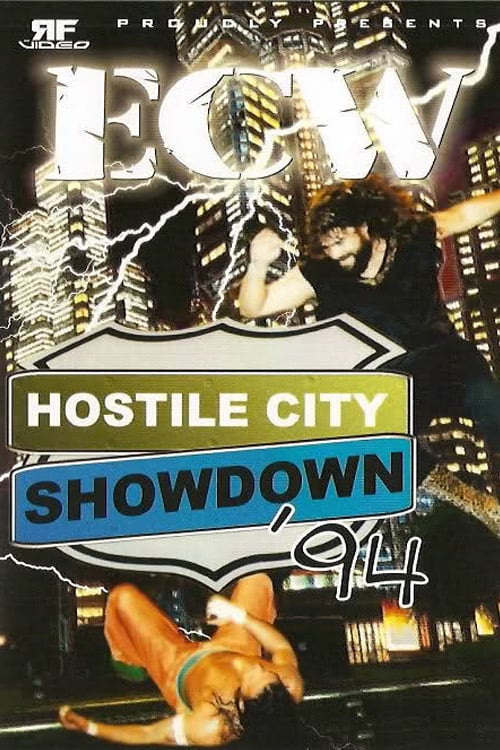 RF
VIDEO
PROUDLY PRESENTS
ECW
HOSTILE CITY
SHOWDOWN
'94